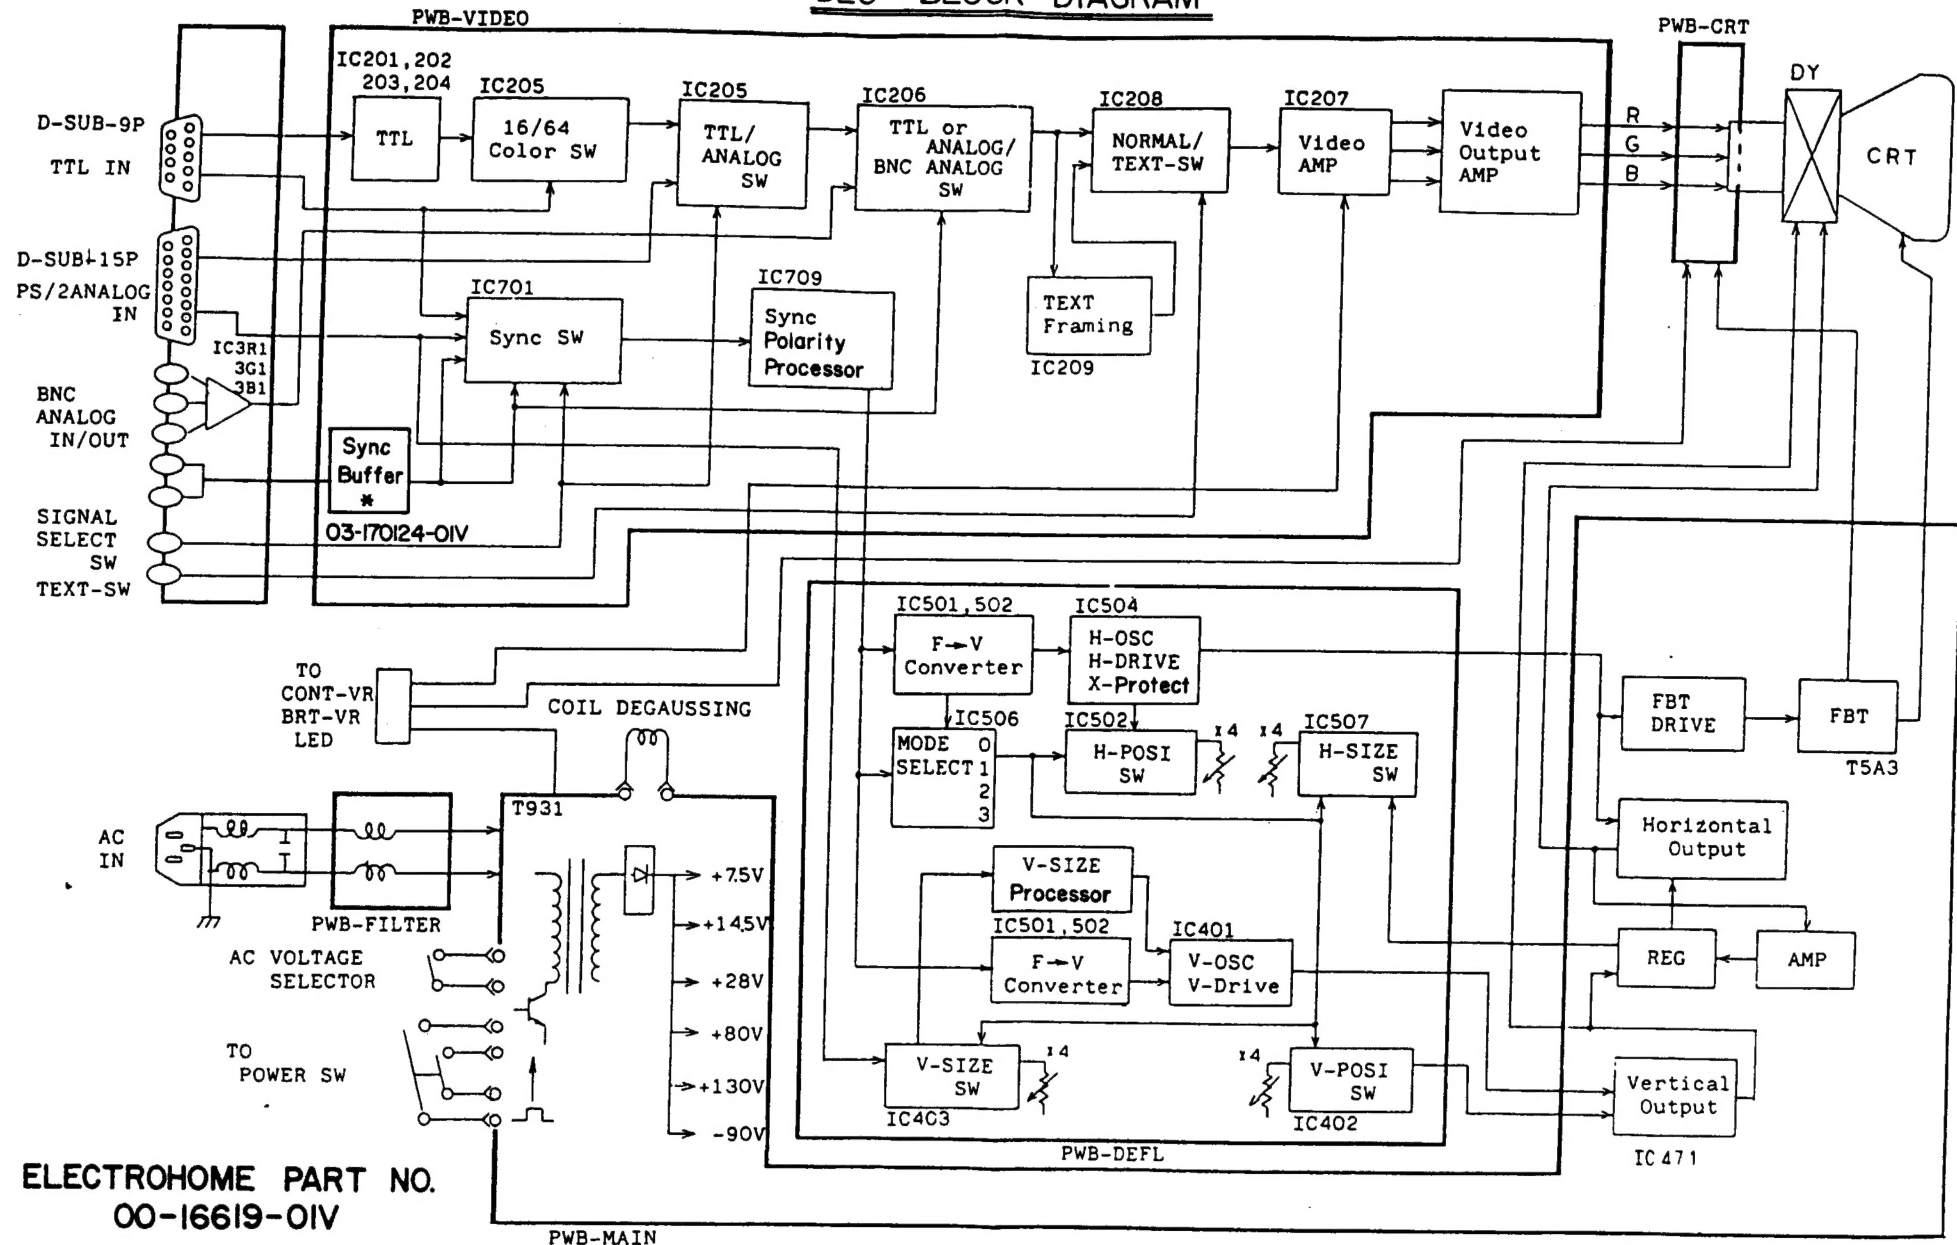 BLOCK DIAGRAM
PWB-VIDEO
PWB-CRT
IC201,202
203,204
TTL
IC205
16/64
Color SW
IC205
TTL/
ANALOG
SW
IC206
TTL or
ANALOG/
BNC ANALOG
SW
IC208
NORMAL/
TEXT-SW
IC207
Video
AMP
Video
Output
AMP
R
G
B
DY
CRT
D-SUB-9P
TTL IN
D-SUB-15P
PS/2ANALOG
IN
IC3R1
3G1
3B1
BNC
ANALOG
IN/OUT
SIGNAL
SELECT
SW
TEXT-SW
IC701
Sync SW
IC709
Sync
Polarity
Processor
TEXT
Framing
IC209
Sync
Buffer
*
03-170124-01V
TO
CONT-VR
BRT-VR
LED
COIL DEGAUSSING
IC501,502
F→V
Converter
IC504
H-OSC
H-DRIVE
X-Protect
IC506
MODE 0
SELECT 1
2
3
IC502
H-POSI
SW
x4
x4
IC507
H-SIZE
SW
FBT
DRIVE
FBT
T5A3
Horizontal
Output
REG
AMP
AC
IN
PWB-FILTER
T931
+7.5V
+14.5V
+28V
+80V
+130V
-90V
AC VOLTAGE
SELECTOR
TO
POWER SW
V-SIZE
Processor
IC501,502
F→V
Converter
IC401
V-OSC
V-Drive
V-SIZE
SW
IC403
x4
x4
V-POSI
SW
IC402
Vertical
Output
IC471
PWB-DEFL
ELECTROHOME PART NO.
00-16619-01V
PWB-MAIN